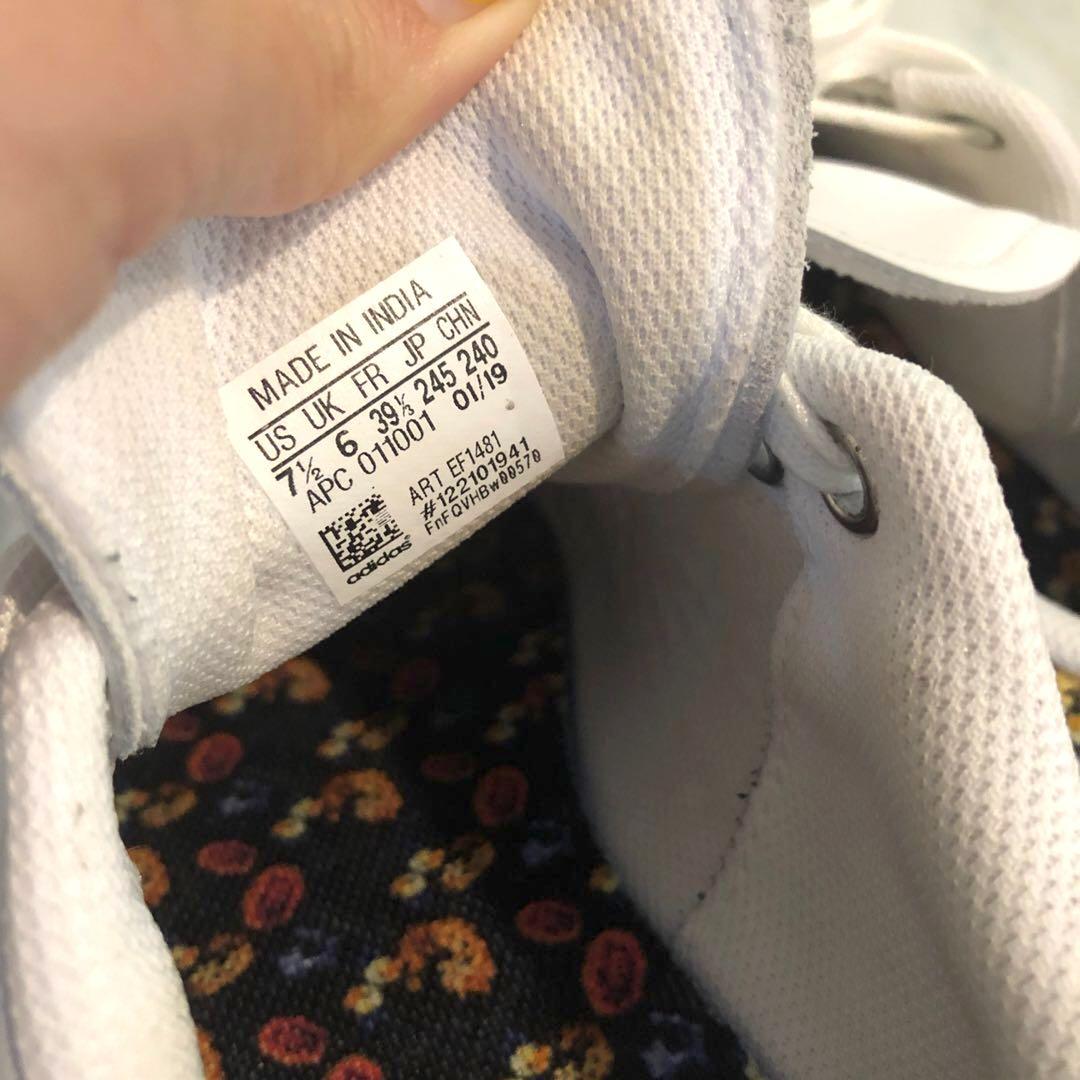 MADE IN INDIA
US UK FR JP CHN
7½ 6 39⅓ 245 240
APC 011001 01/19
ART EF1481
#122101941
FnFQVHBw00570
adidas®